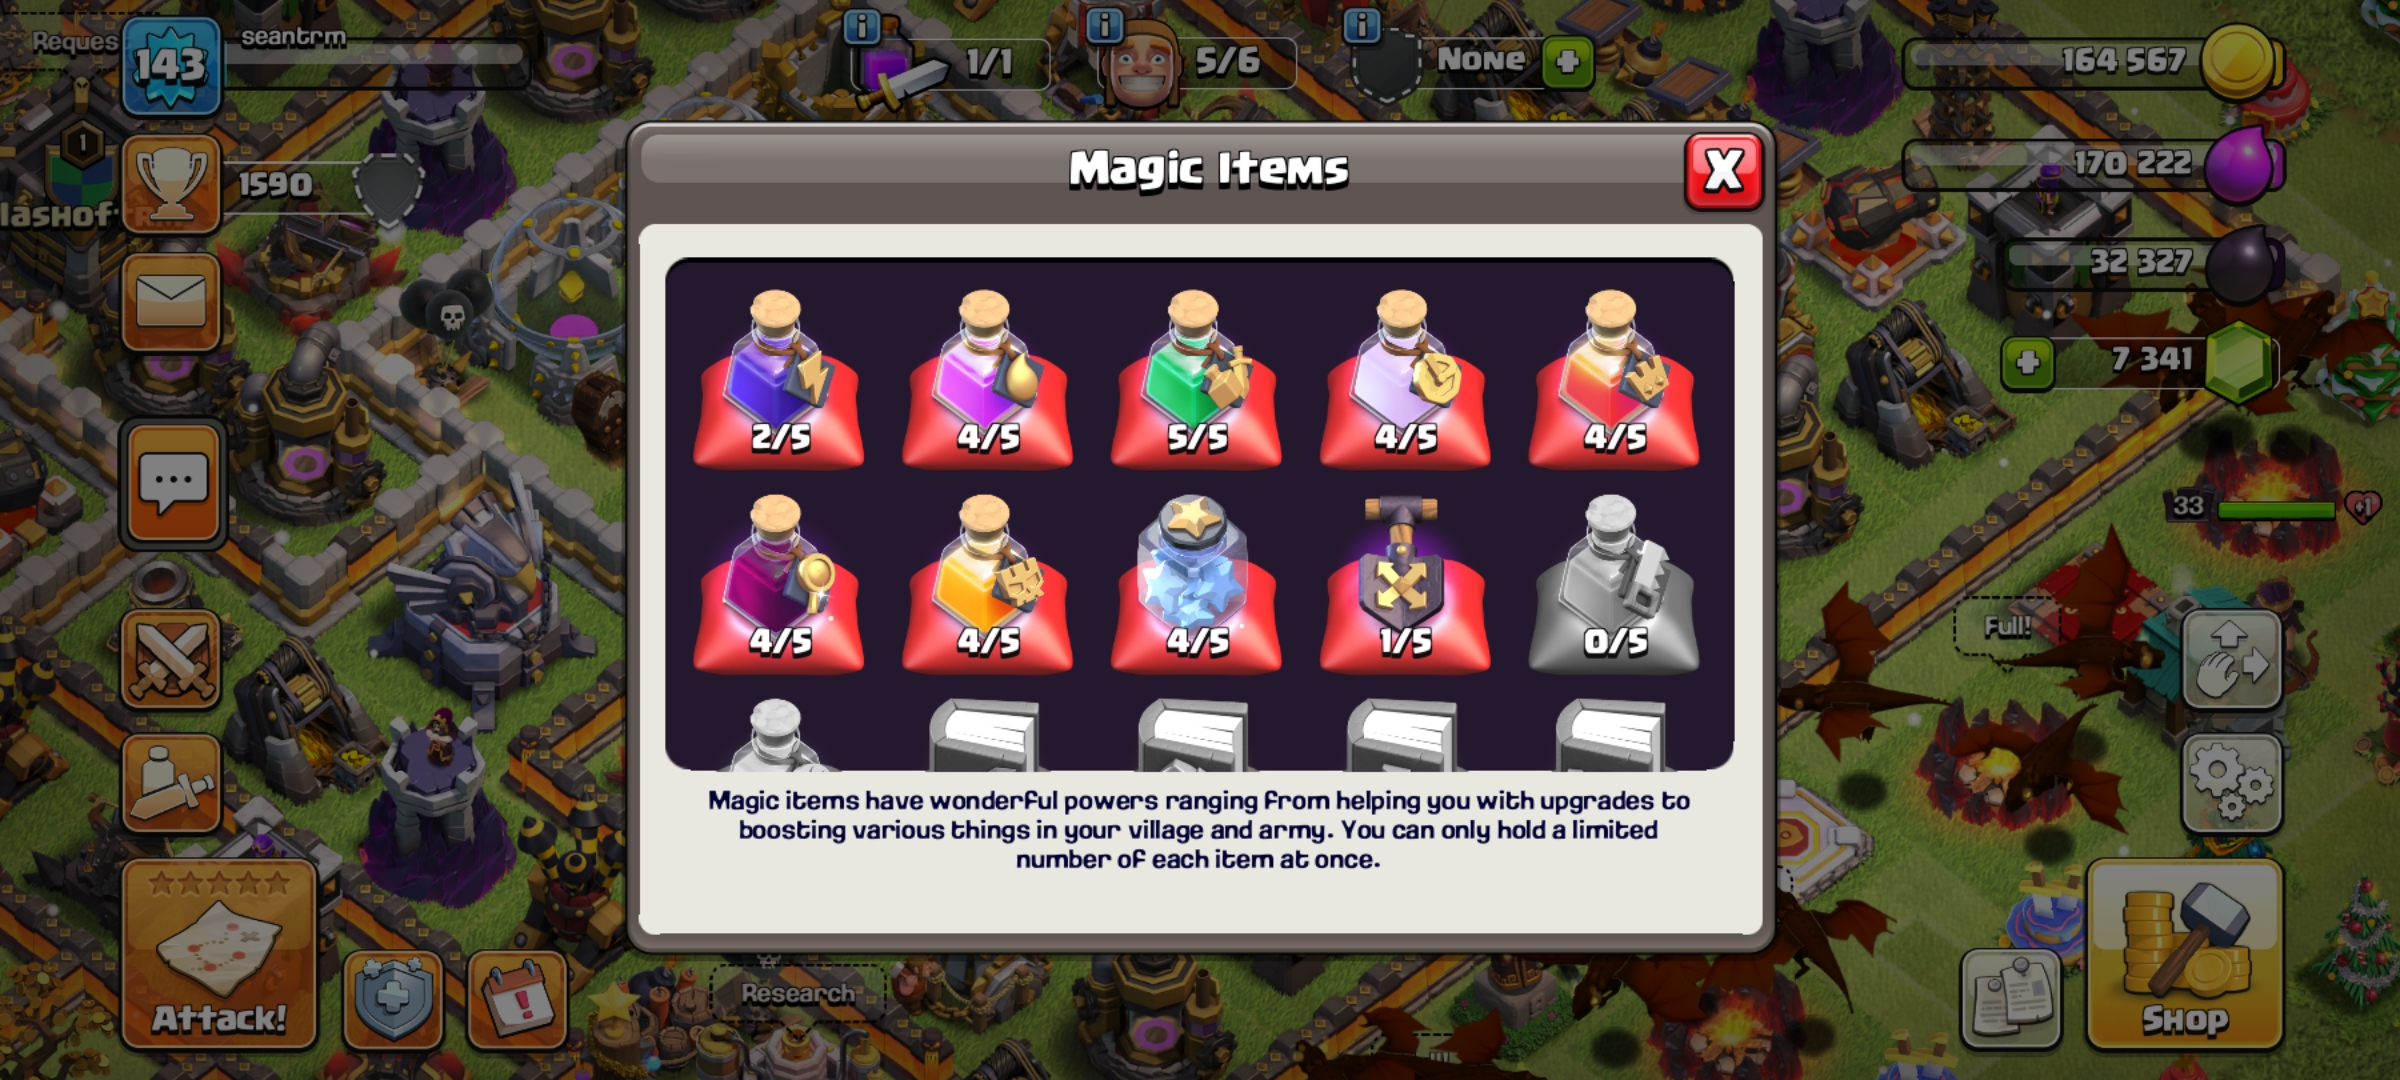 Reques
143
seantrm
1/1
5/6
None
164 567
1
1590
Magic Items
X
170 222
lashof
32 327
7 341
2/5
4/5
5/5
4/5
4/5
33
+1
4/5
4/5
4/5
1/5
0/5
Full!
Magic items have wonderful powers ranging from helping you with upgrades to
boosting various things in your village and army. You can only hold a limited
number of each item at once.
Research
Attack!
Shop